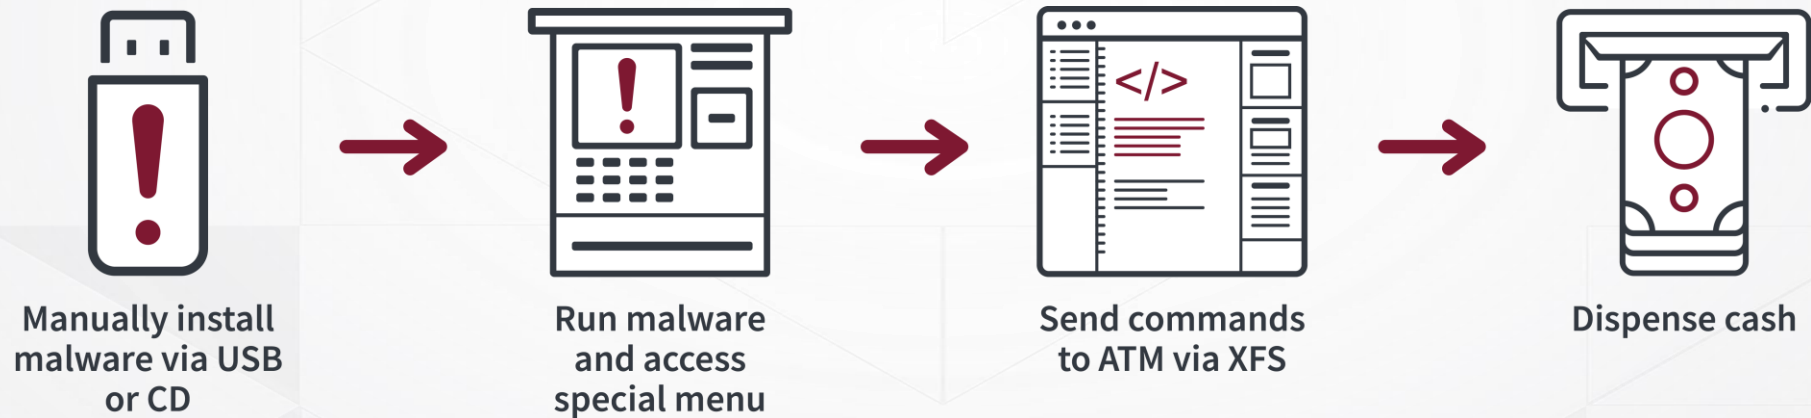 Manually install
malware via USB
or CD
Run malware
and access
special menu
</>
Send commands
to ATM via XFS
Dispense cash